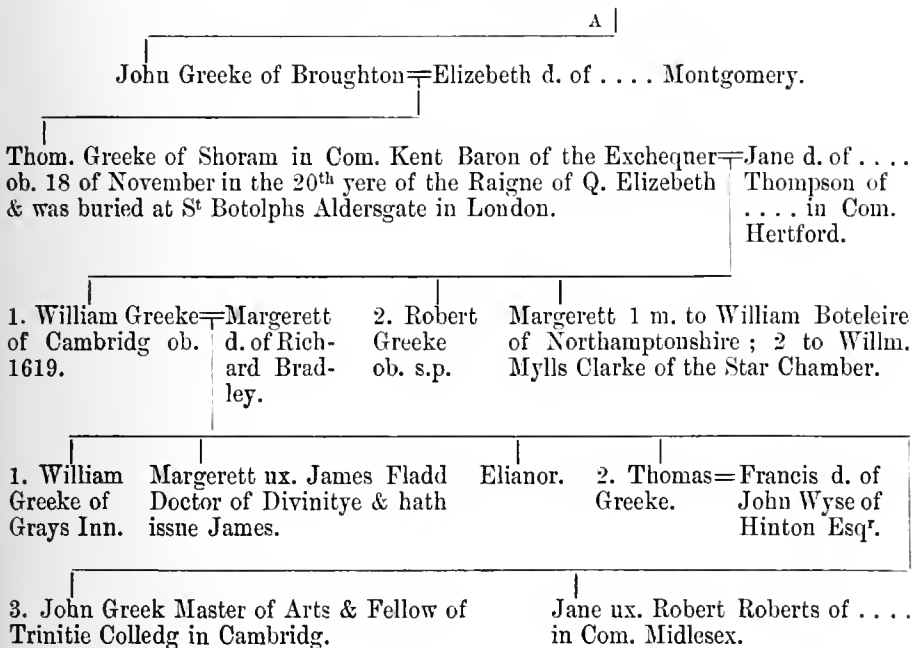 A
John Greeke of Broughton=Elizebeth d. of .... Montgomery.
Thom. Greeke of Shoram in Com. Kent Baron of the Exchequer=Jane d. of ....
ob. 18 of November in the 20th yere of the Raigne of Q. Elizebeth Thompson of
& was buried at St Botolphs Aldersgate in London. .... in Com.
Hertford.
1. William Greeke=Margerett 2. Robert Margerett 1 m. to William Boteleire
of Cambridg ob. d. of Rich- Greeke of Northamptonshire ; 2 to Willm.
1619. ard Brad- ob. s.p. Mylls Clarke of the Star Chamber.
ley.
1. William Margerett ux. James Fladd Elianor. 2. Thomas=Francis d. of
Greeke of Doctor of Divinitye & hath Greeke. John Wyse of
Grays Inn. issne James. Hinton Esqr.
3. John Greek Master of Arts & Fellow of Jane ux. Robert Roberts of ....
Trinitie Colledg in Cambridg. in Com. Midlesex.